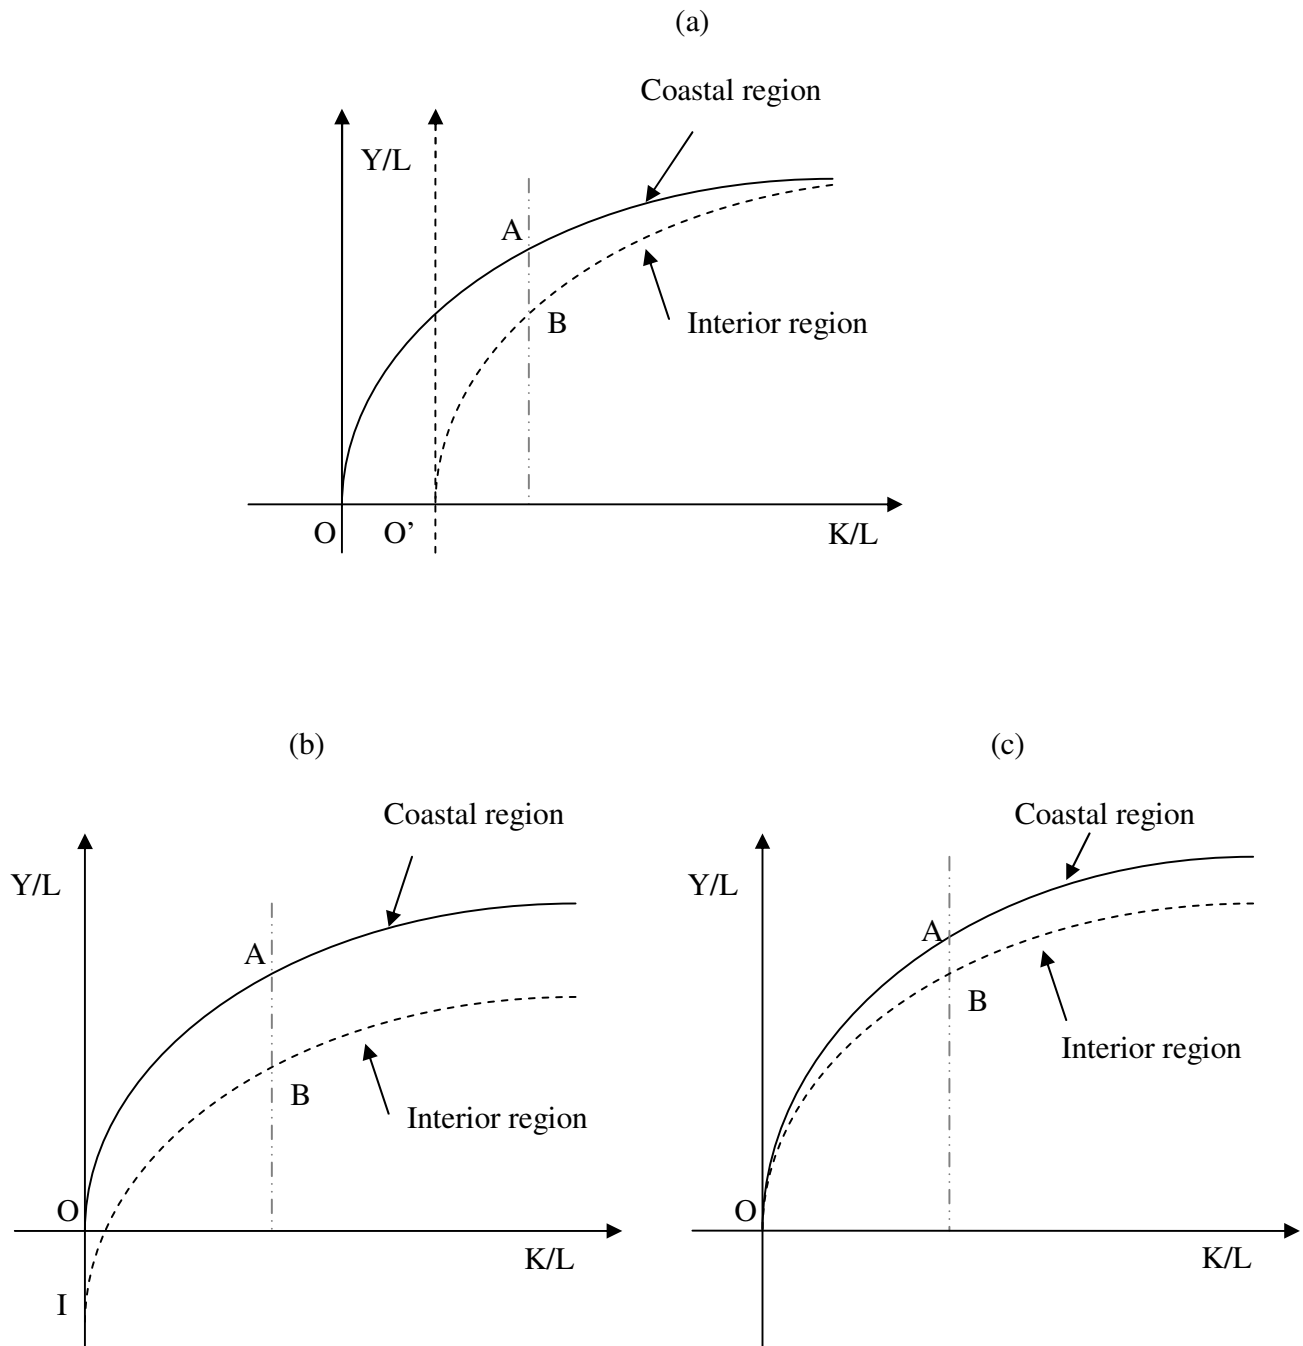 (a)
Coastal region
Y/L
A
B
Interior region
O
O’
K/L
(b)
Coastal region
Y/L
A
B
Interior region
O
K/L
I
(c)
Coastal region
Y/L
A
B
Interior region
O
K/L